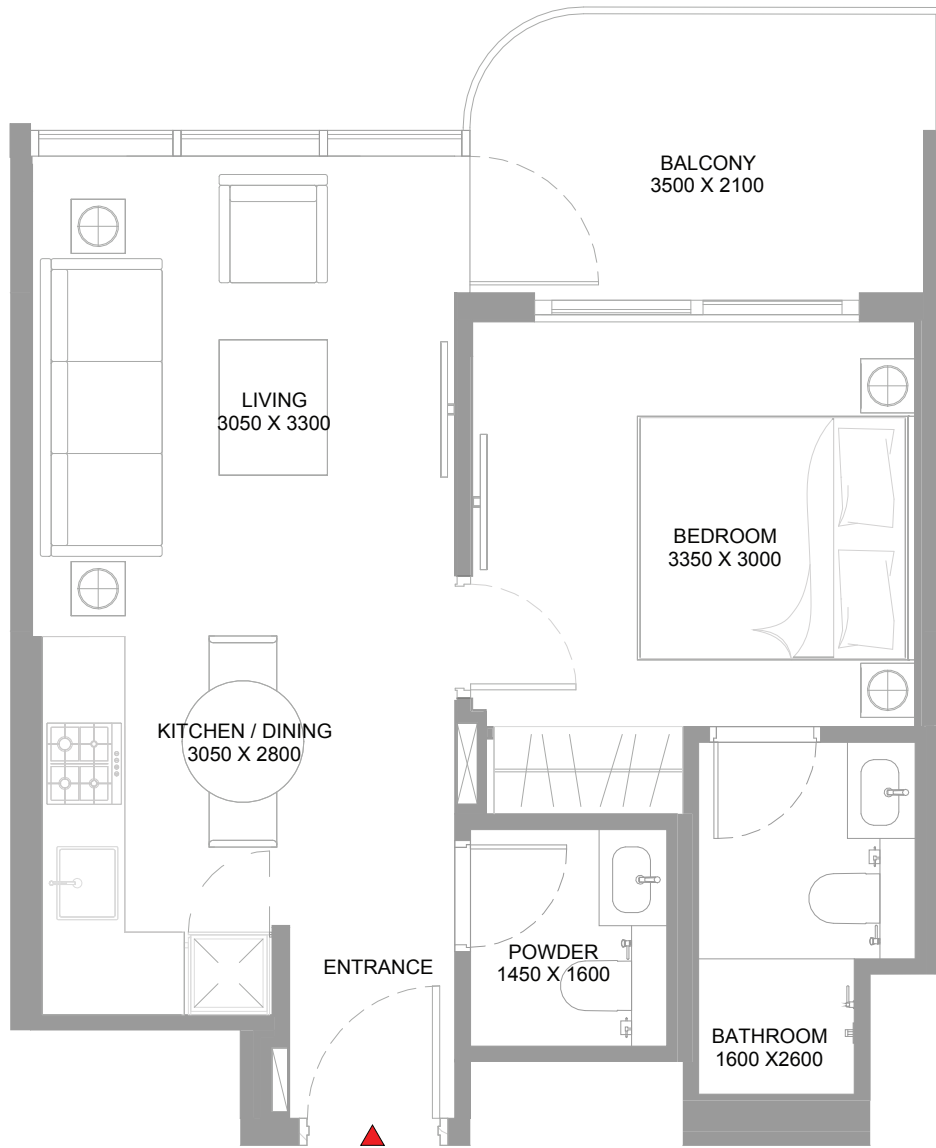 BALCONY
3500 X 2100
LIVING
3050 X 3300
BEDROOM
3350 X 3000
KITCHEN / DINING
3050 X 2800
ENTRANCE
POWDER
1450 X 1600
BATHROOM
1600 X2600